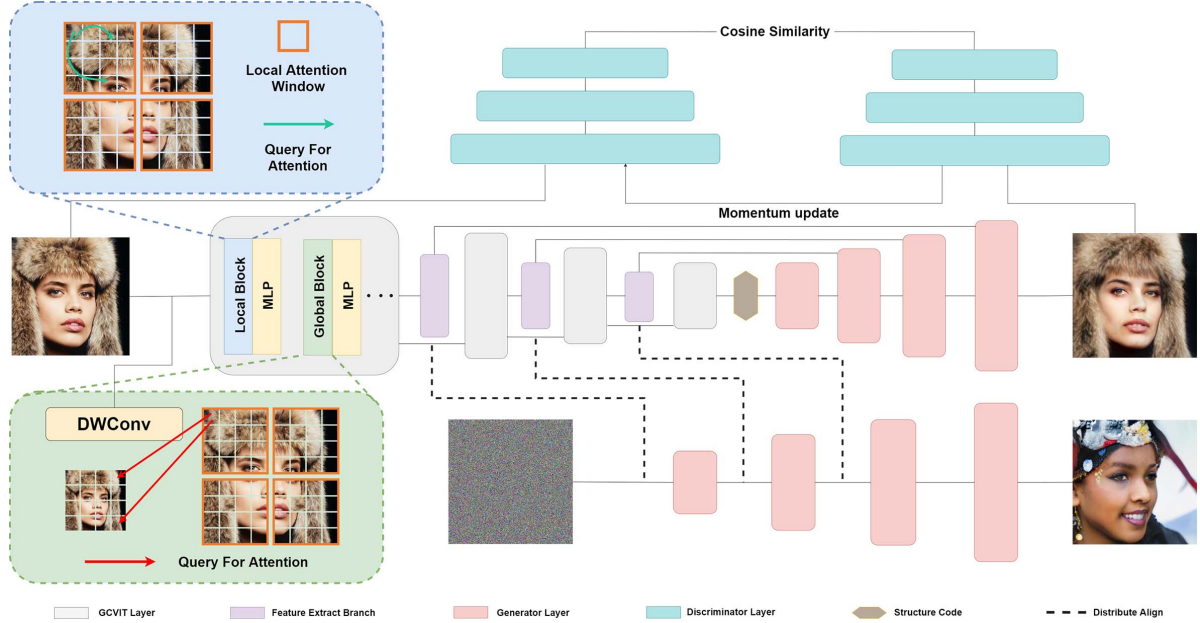 Cosine Similarity
Local Attention
Window
Query For
Attention
Momentum update
Local Block
MLP
Global Block
MLP
...
DWConv
Query For Attention
GCVIT Layer
Feature Extract Branch
Generator Layer
Discriminator Layer
Structure Code
Distribute Align